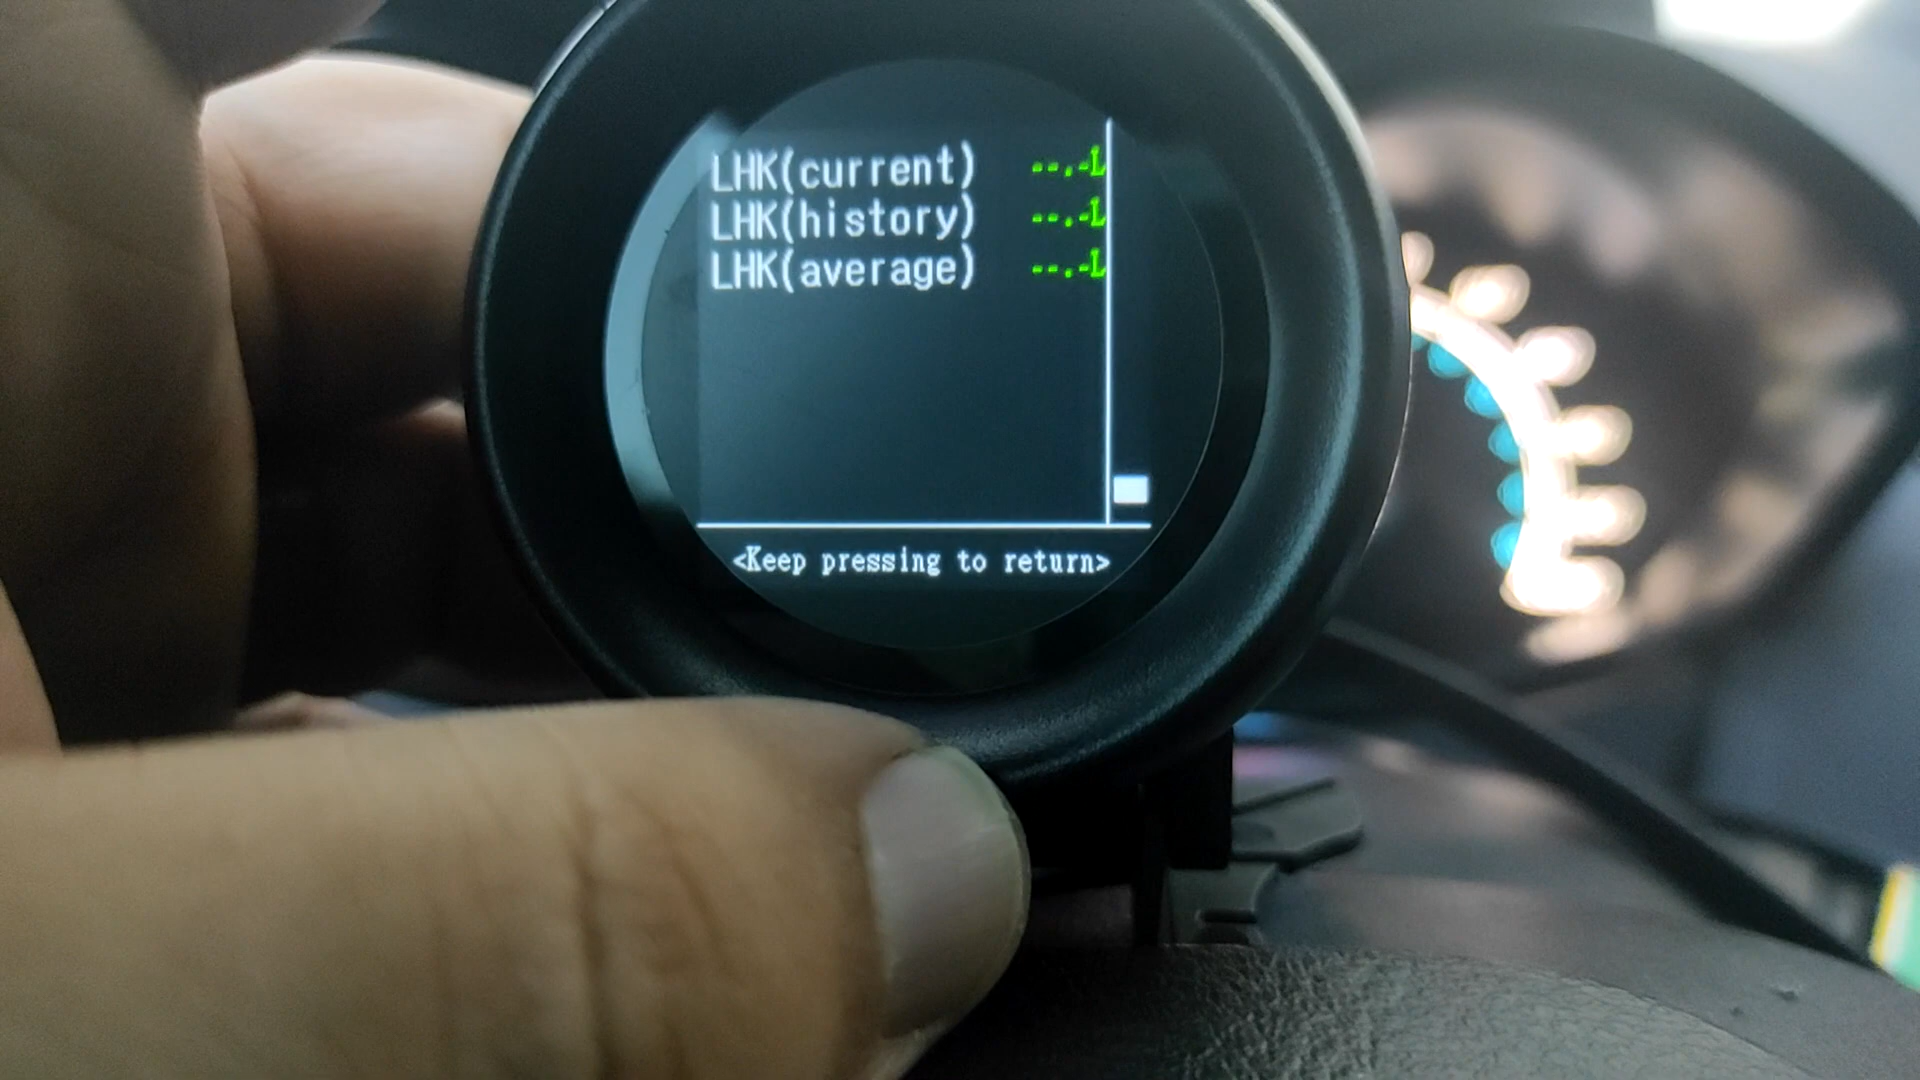 LHK(current) --.-L
LHK(history) --.-L
LHK(average) --.-L
<Keep pressing to return>